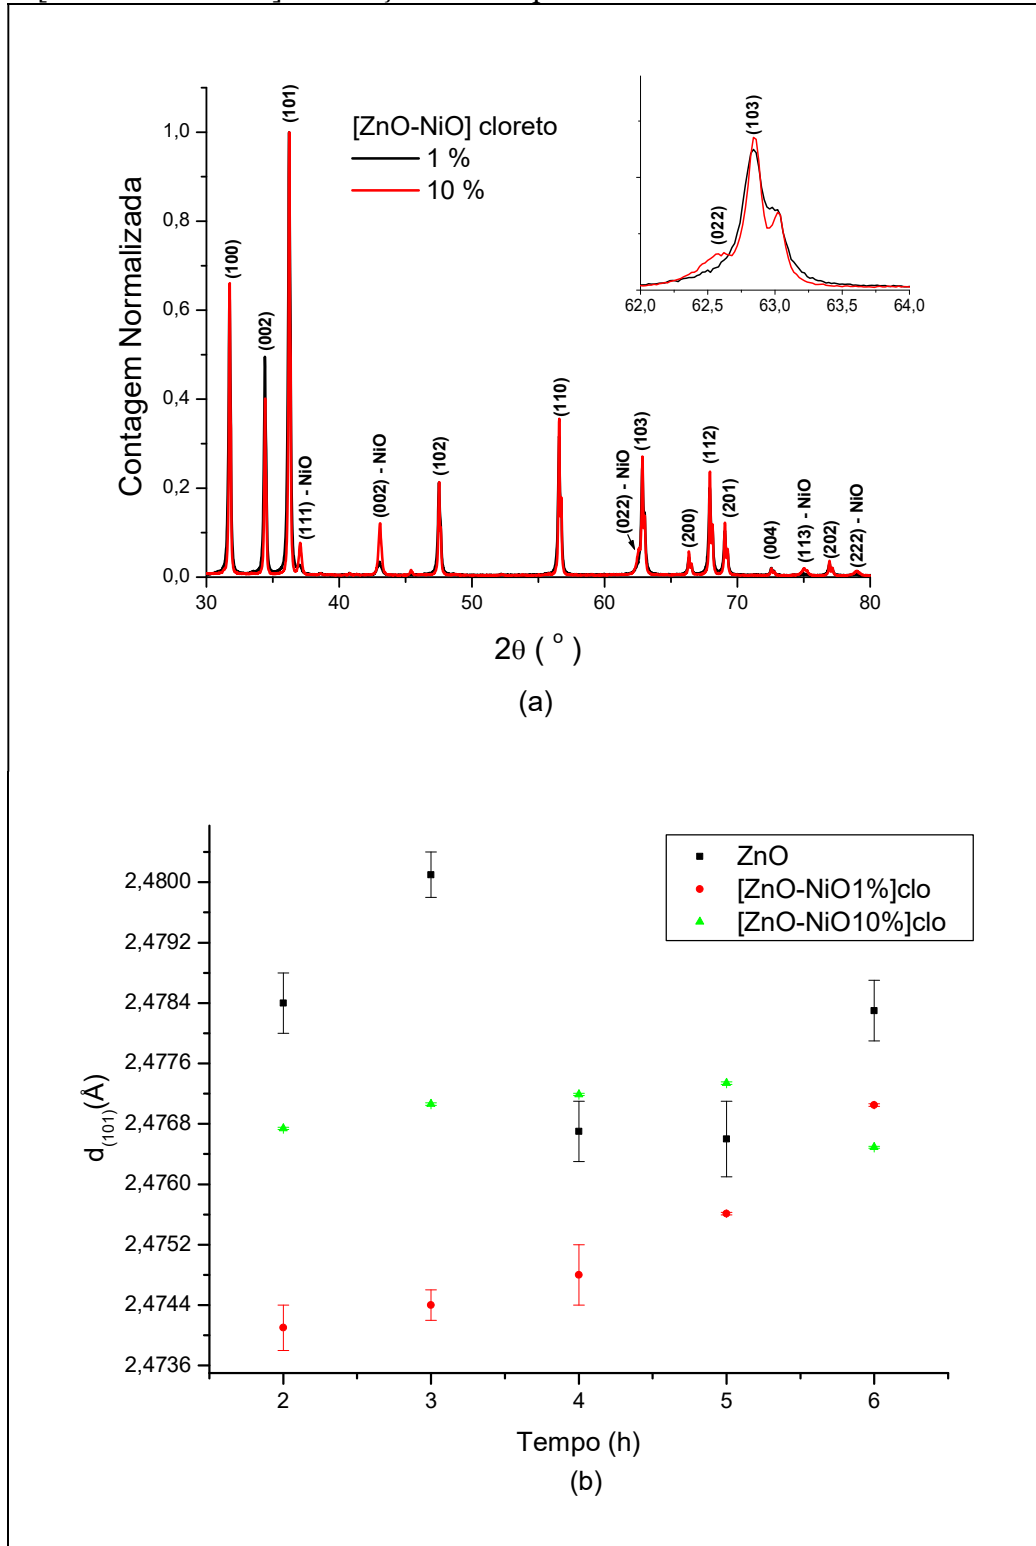 (101)
[ZnO-NiO] cloreto
1 %
10 %
(100)
(002)
(111) - NiO
(002) - NiO
(102)
(110)
(022) - NiO
(103)
(200)
(112)
(201)
(004)
(113) - NiO
(202)
(222) - NiO
Contagem Normalizada
1,0
0,8
0,6
0,4
0,2
0,0
30 40 50 60 70 80
2θ ( ° )
(022)
(103)
62,0 62,5 63,0 63,5 64,0
(a)
ZnO
[ZnO-NiO1%]clo
[ZnO-NiO10%]clo
d(101)(Å)
2,4800
2,4792
2,4784
2,4776
2,4768
2,4760
2,4752
2,4744
2,4736
2 3 4 5 6
Tempo (h)
(b)